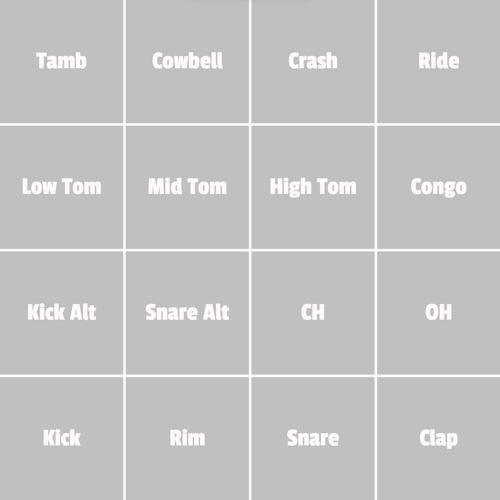 Tamb Cowbell Crash Ride
Low Tom Mid Tom High Tom Congo
Kick Alt Snare Alt CH OH
Kick Rim Snare Clap